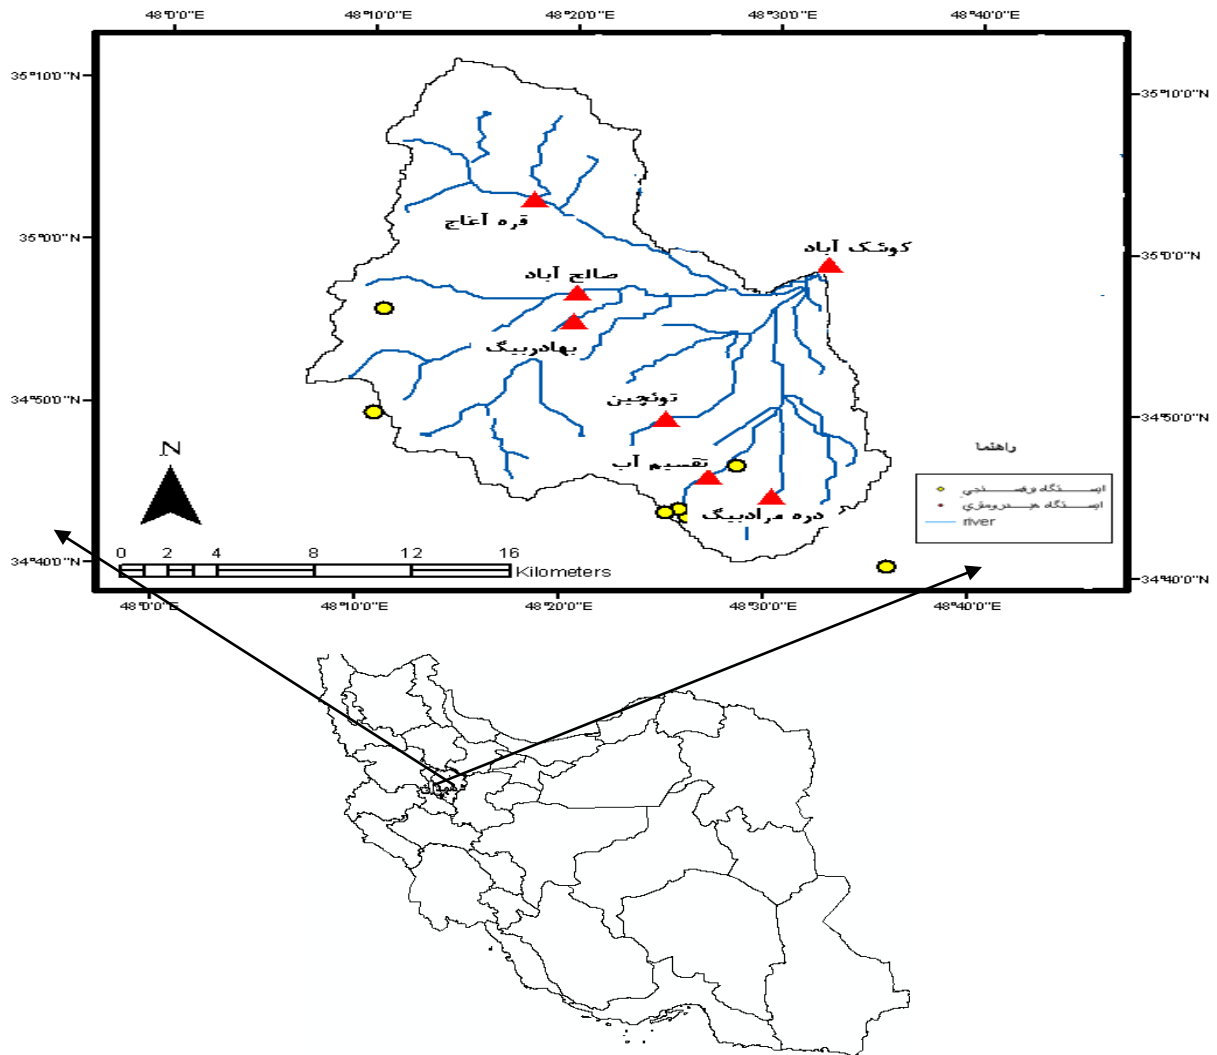 48°0'0"E 48°10'0"E 48°20'0"E 48°30'0"E 48°40'0"E
35°10'0"N
35°10'0"N
قره آغاج
35°0'0"N
کوشک آباد
35°0'0"N
صالح آباد
بهادربیگ
34°50'0"N
توئجین
34°50'0"N
N
تقسیم آب
دره مرادبیگ
راهنما
ایستگاه برفسنجی
ایستگاه هیدرومتری
river
0 2 4 8 12 16
Kilometers
34°40'0"N
34°40'0"N
48°0'0"E 48°10'0"E 48°20'0"E 48°30'0"E 48°40'0"E